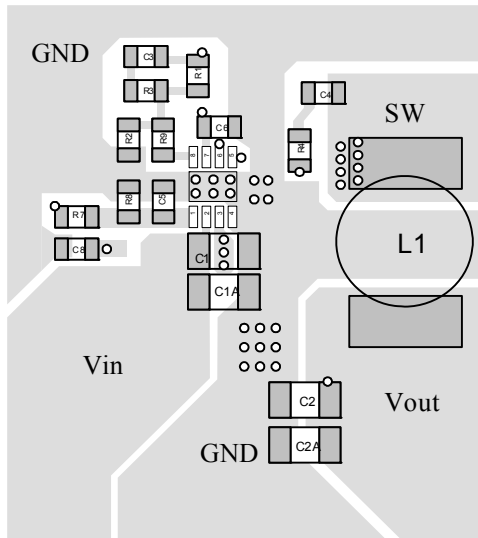 GND
C3
R1
R3
C4
SW
C6
R2
R9
R4
8 7 6 5
R8
C5
R7
1 2 3 4
C8
C1
L1
C1A
Vin
C2
Vout
GND
C2A